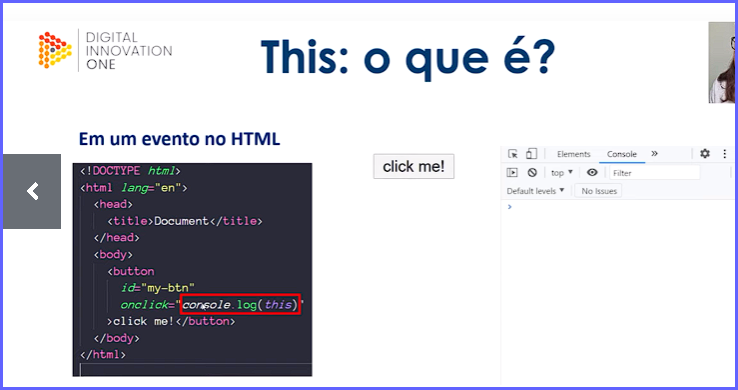 DIGITAL
INNOVATION
ONE
This: o que é?
Em um evento no HTML
<!DOCTYPE html>
<html lang="en">
<head>
<title>Document</title>
</head>
<body>
<button
id="my-btn"
onclick="console.log(this)"
>click me!</button>
</body>
</html>
click me!
Elements Console »
top ▼ Filter
Default levels ▼ No Issues
>